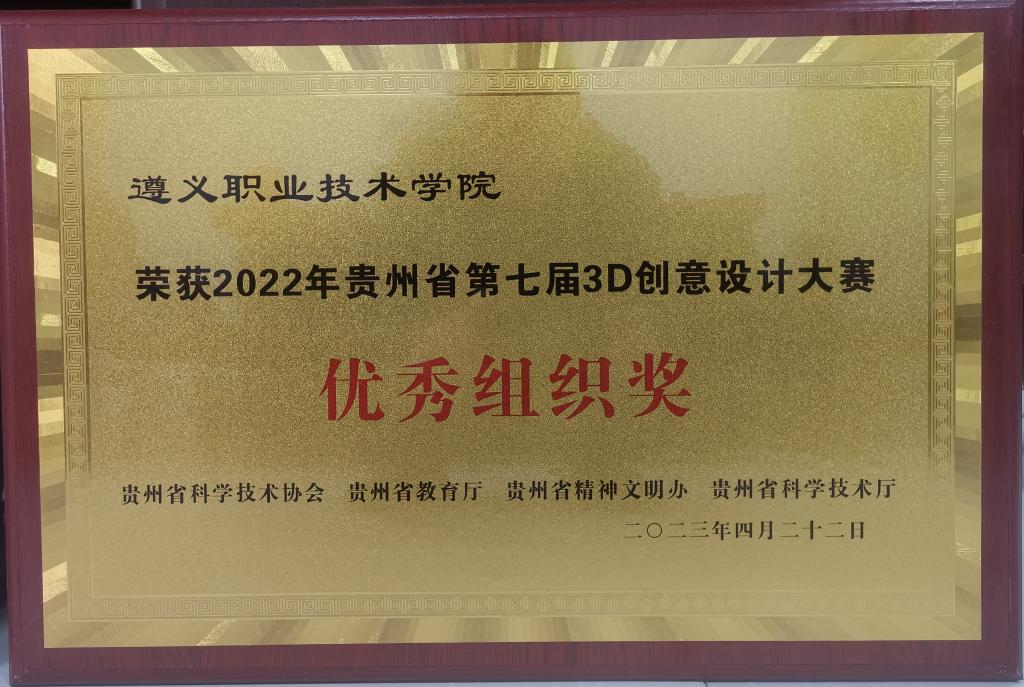 遵义职业技术学院
荣获2022年贵州省第七届3D创意设计大赛
优秀组织奖
贵州省科学技术协会 贵州省教育厅 贵州省精神文明办 贵州省科学技术厅
二〇二三年四月二十二日